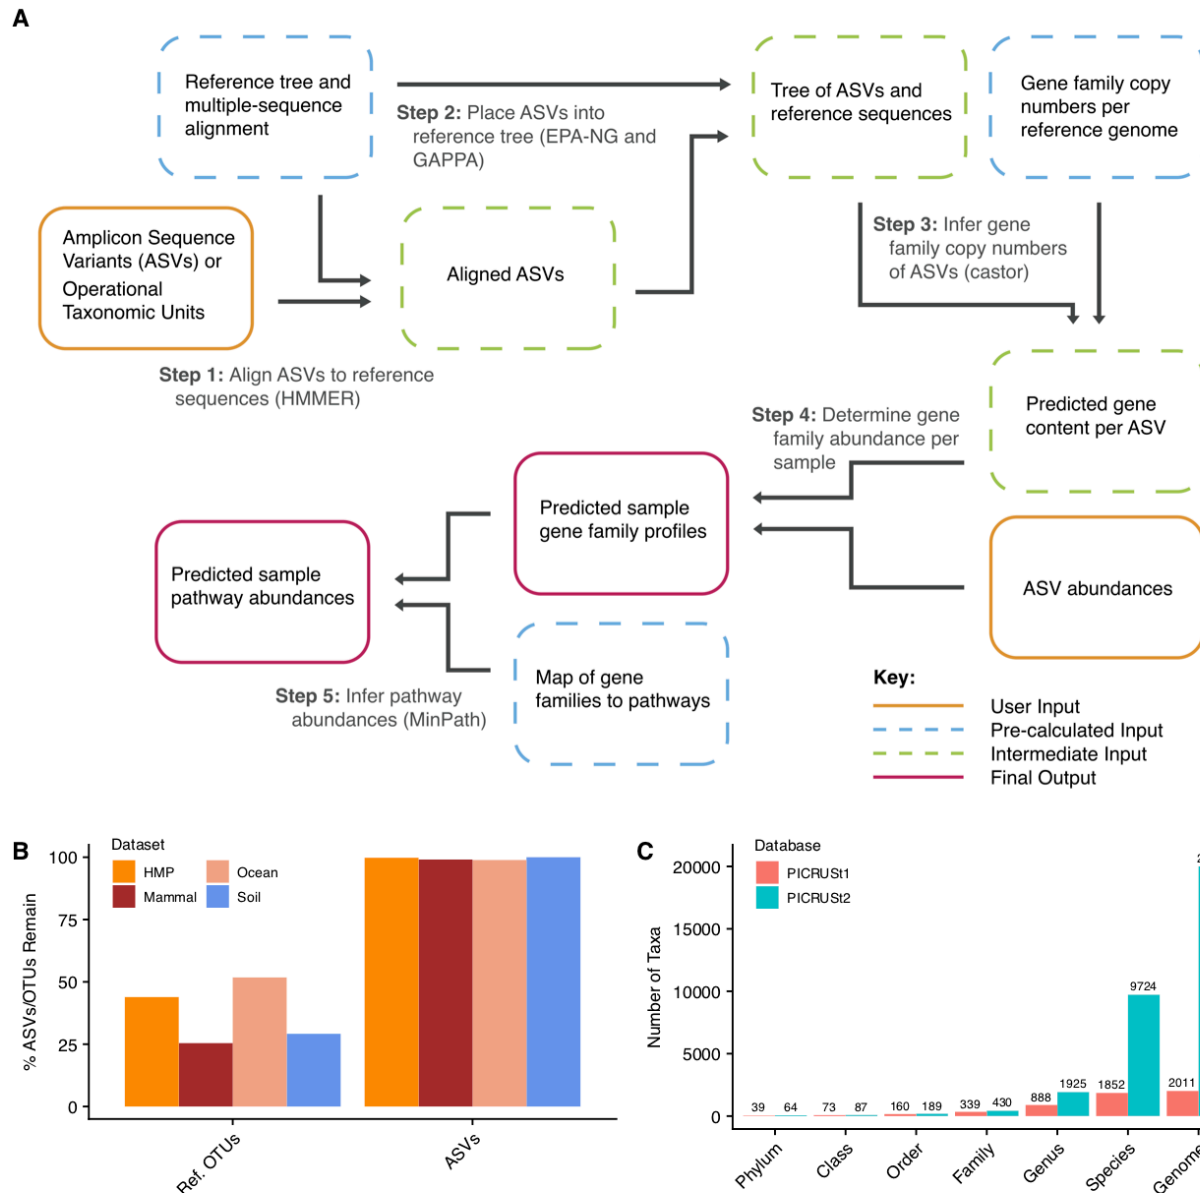 A
Reference tree and
multiple-sequence
alignment
Step 2: Place ASVs into
reference tree (EPA-NG and
GAPPA)
Tree of ASVs and
reference sequences
Gene family copy
numbers per
reference genome
Amplicon Sequence
Variants (ASVs) or
Operational
Taxonomic Units
Aligned ASVs
Step 3: Infer gene
family copy numbers
of ASVs (castor)
Step 1: Align ASVs to reference
sequences (HMMER)
Predicted gene
content per ASV
Step 4: Determine gene
family abundance per
sample
Predicted sample
gene family profiles
Predicted sample
pathway abundances
ASV abundances
Map of gene
families to pathways
Step 5: Infer pathway
abundances (MinPath)
Key:
User Input
Pre-calculated Input
Intermediate Input
Final Output
B
Dataset
HMP
Ocean
Mammal
Soil
% ASVs/OTUs Remain
100
75
50
25
0
Ref. OTUs
ASVs
C
Database
PICRUSt1
PICRUSt2
Number of Taxa
20000
15000
10000
5000
0
39
64
73
87
160
189
339
430
888
1925
1852
9724
2011
Phylum
Class
Order
Family
Genus
Species
Genome